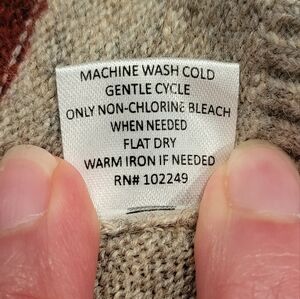 MACHINE WASH COLD
GENTLE CYCLE
ONLY NON-CHLORINE BLEACH
WHEN NEEDED
FLAT DRY
WARM IRON IF NEEDED
RN# 102249